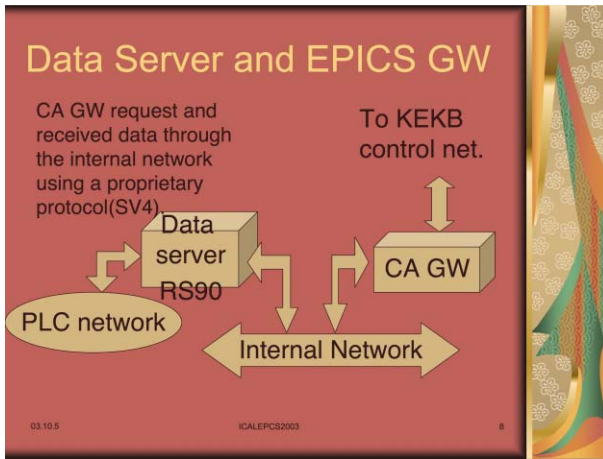 Data Server and EPICS GW
CA GW request and
received data through
the internal network
using a proprietary
protocol(SV4).
To KEKB
control net.
Data
server
RS90
CA GW
PLC network
Internal Network
03.10.5
ICALEPCS2003
8